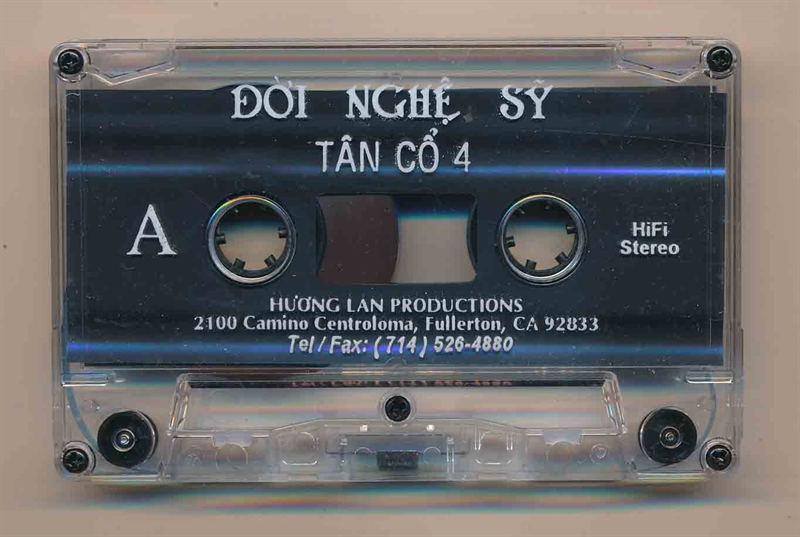 ĐỜI NGHỆ SỸ
TÂN CỔ 4
A
HiFi
Stereo
HƯƠNG LAN PRODUCTIONS
2100 Camino Centroloma, Fullerton, CA 92833
Tel / Fax: ( 714 ) 526-4880